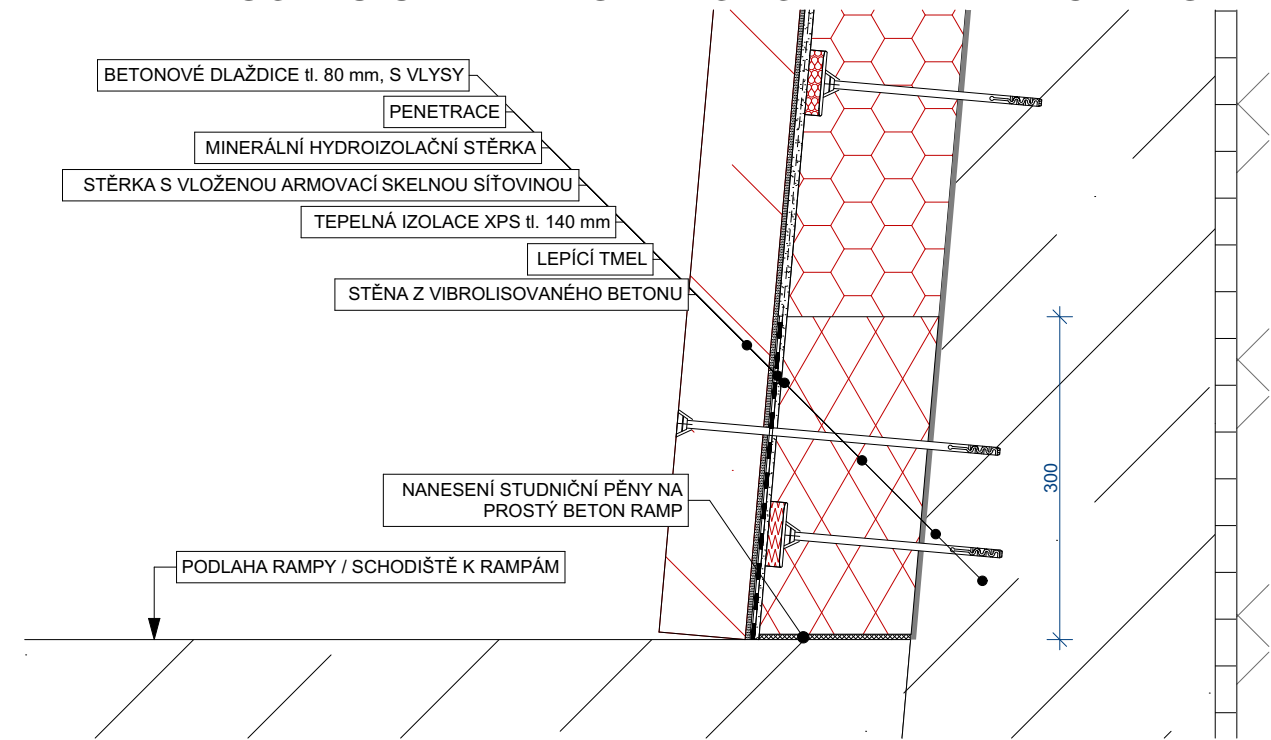 BETONOVÉ DLAŽDICE tl. 80 mm, S VLYSY
PENETRACE
MINERÁLNÍ HYDROIZOLAČNÍ STĚRKA
STĚRKA S VLOŽENOU ARMOVACÍ SKELNOU SÍŤOVINOU
TEPELNÁ IZOLACE XPS tl. 140 mm
LEPÍCÍ TMEL
STĚNA Z VIBROLISOVANÉHO BETONU
300
NANESENÍ STUDNIČNÍ PĚNY NA
PROSTÝ BETON RAMP
PODLAHA RAMPY / SCHODIŠTĚ K RAMPÁM